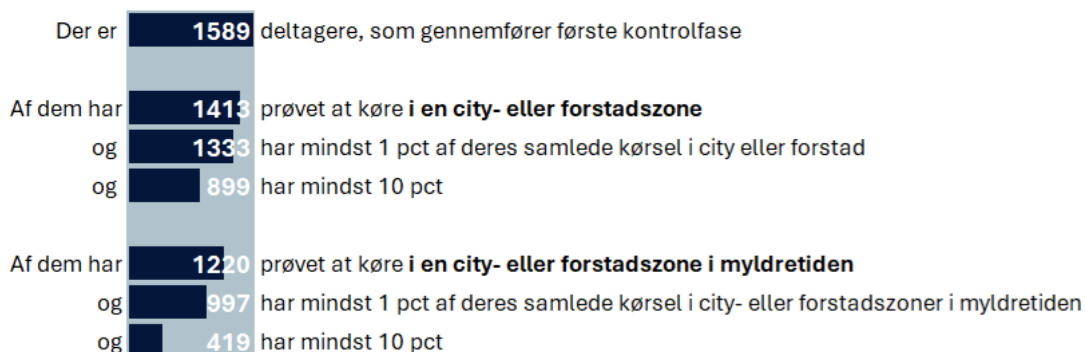 Der er 1589 deltagere, som gennemfører første kontrolfase
Af dem har 1413 prøvet at køre i en city- eller forstadszone
og 1333 har mindst 1 pct af deres samlede kørsel i city eller forstad
og 899 har mindst 10 pct
Af dem har 1220 prøvet at køre i en city- eller forstadszone i myldretiden
og 997 har mindst 1 pct af deres samlede kørsel i city- eller forstadszoner i myldretiden
og 419 har mindst 10 pct